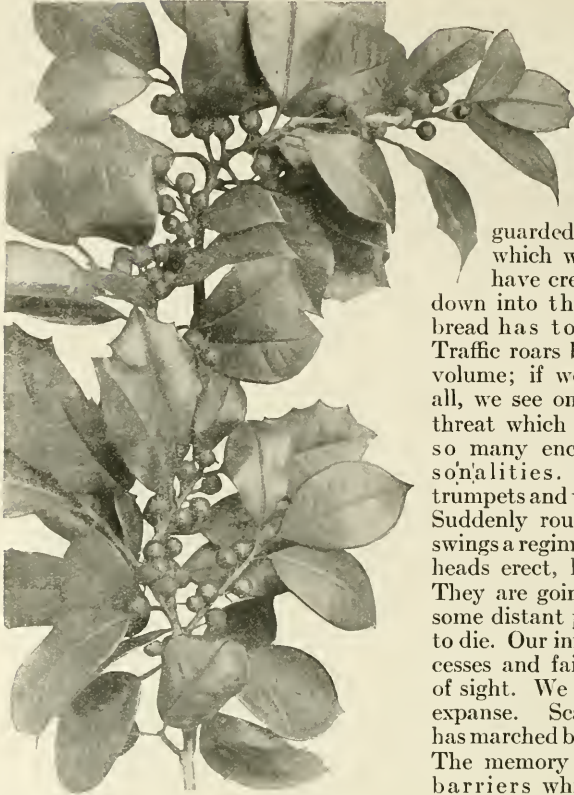 guarded
which w
have cre
down into th
bread has to
Traffic roars b
volume; if we
all, we see on
threat which
so many enc
sonalities.
trumpets and
Suddenly rou
swings a regim
heads erect, l
They are goin
some distant p
to die. Our in
cesses and fai
of sight. We
expanse. Sc
has marched b
The memory
barriers wh